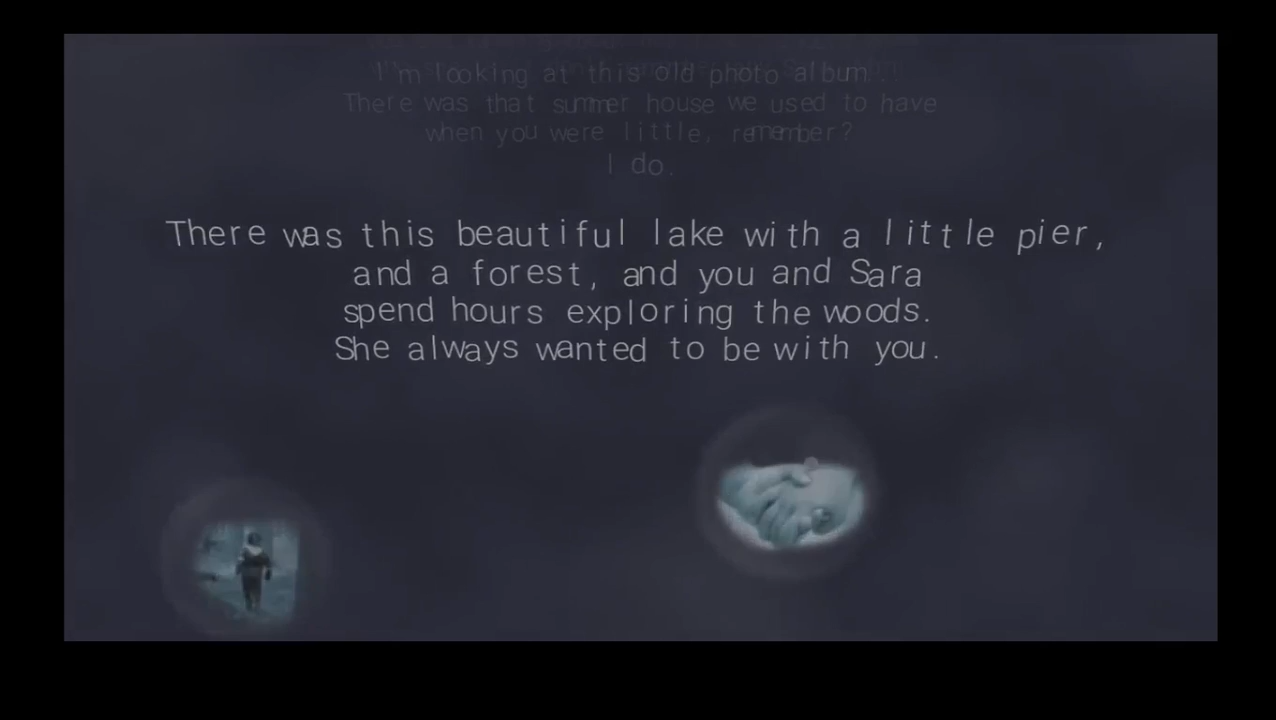 I'm looking at this old photo album.
There was that summer house we used to have
when you were little, remember?
I do.
There was this beautiful lake with a little pier,
and a forest, and you and Sara
spend hours exploring the woods.
She always wanted to be with you.